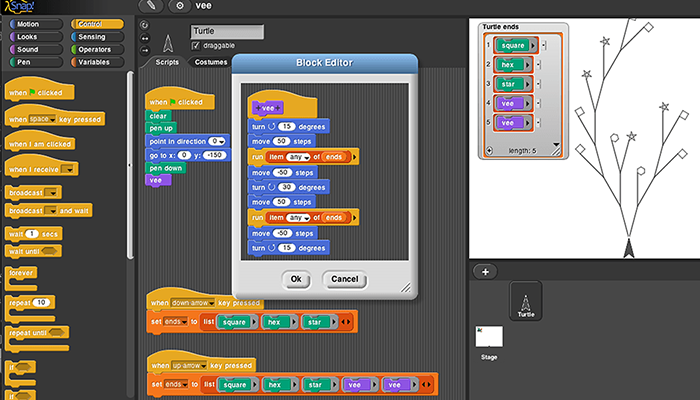 Snap!
vee
Motion
Control
Looks
Sensing
Sound
Operators
Pen
Variables
when clicked
when space key pressed
when I am clicked
when I receive
broadcast
broadcast and wait
wait 1 secs
wait until
forever
repeat 10
repeat until
if
if
Turtle
draggable
Scripts
Costumes
when clicked
clear
pen up
point in direction 0
go to x: 0 y: -150
pen down
vee
when down arrow key pressed
set ends to list square hex star
when up arrow key pressed
set ends to list square hex star vee vee
Block Editor
+ vee +
turn 15 degrees
move 50 steps
run item any of ends
move -50 steps
turn 30 degrees
move 50 steps
run item any of ends
move -50 steps
turn 15 degrees
Ok
Cancel
Turtle ends
1 square
2 hex
3 star
4 vee
5 vee
+ length: 5
+
Turtle
Stage